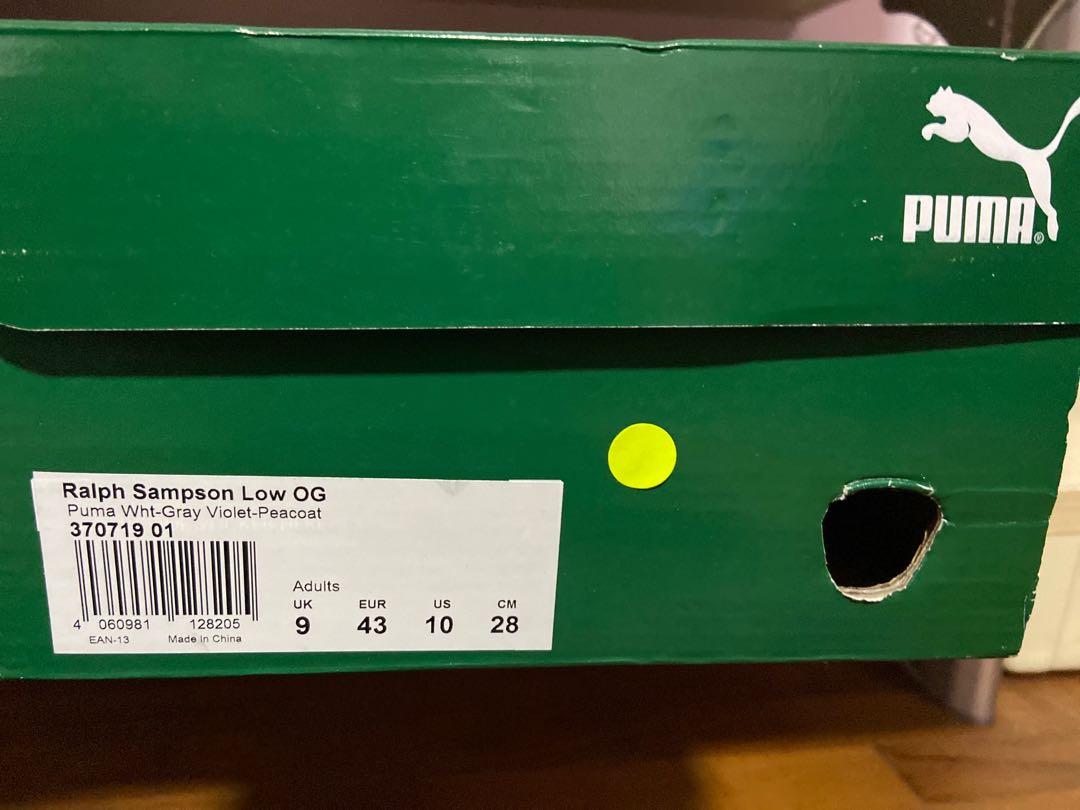 PUMA®
Ralph Sampson Low OG
Puma Wht-Gray Violet-Peacoat
370719 01
4 060981 128205
EAN-13 Made in China
Adults
UK EUR US CM
9 43 10 28